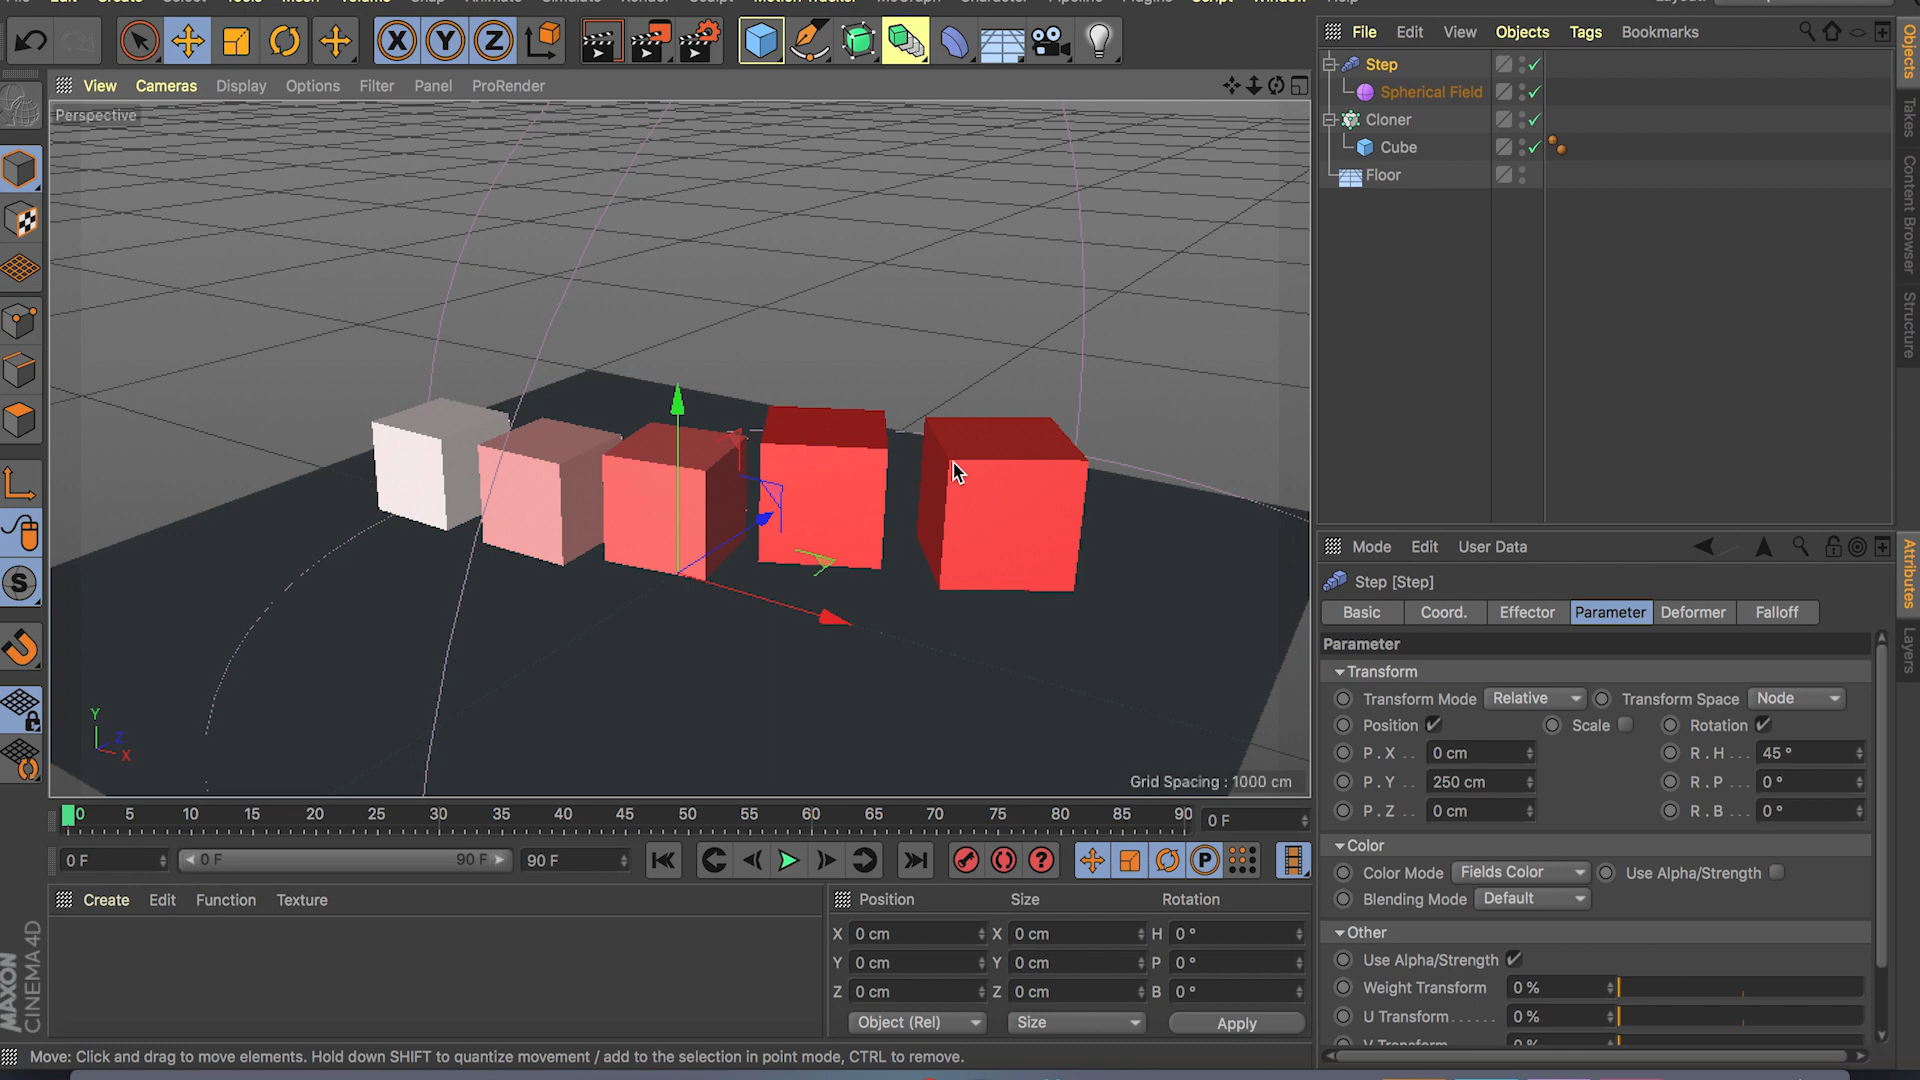 View Cameras Display Options Filter Panel ProRender
Perspective
Y
Z
X
Grid Spacing : 1000 cm
0 5 10 15 20 25 30 35 40 45 50 55 60 65 70 75 80 85 90 0 F
0 F 0 F 90 F 90 F
Create Edit Function Texture
Position Size Rotation
X 0 cm X 0 cm H 0 °
Y 0 cm Y 0 cm P 0 °
Z 0 cm Z 0 cm B 0 °
Object (Rel) Size Apply
MAXON
CINEMA 4D
Move: Click and drag to move elements. Hold down SHIFT to quantize movement / add to the selection in point mode, CTRL to remove.
File Edit View Objects Tags Bookmarks
Step
Spherical Field
Cloner
Cube
Floor
Objects
Takes
Content Browser
Structure
Mode Edit User Data
Step [Step]
Basic Coord. Effector Parameter Deformer Falloff
Parameter
Transform
Transform Mode Relative Transform Space Node
Position Scale Rotation
P . X . . 0 cm R . H . . . 45 °
P . Y . . 250 cm R . P . . . 0 °
P . Z . . 0 cm R . B . . . 0 °
Color
Color Mode Fields Color Use Alpha/Strength
Blending Mode Default
Other
Use Alpha/Strength
Weight Transform 0 %
U Transform . . . . . . 0 %
V Transform 0 %
Attributes
Layers